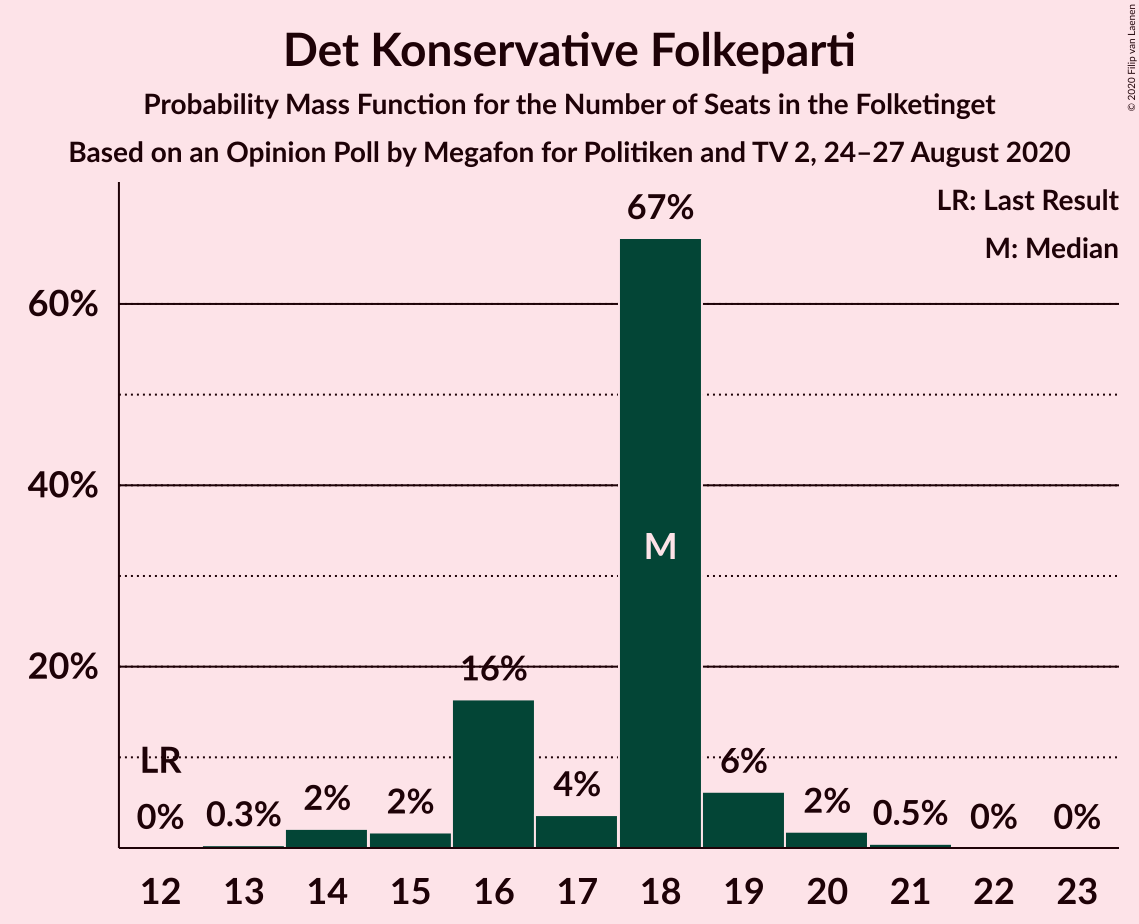 Det Konservative Folkeparti
Probability Mass Function for the Number of Seats in the Folketinget
Based on an Opinion Poll by Megafon for Politiken and TV 2, 24–27 August 2020
© 2020 Filip van Laenen
LR: Last Result
M: Median
67%
60%
40%
M
20%
16%
LR
6%
4%
2%
2%
2%
0%
0.3%
0.5%
0%
0%
12 13 14 15 16 17 18 19 20 21 22 23